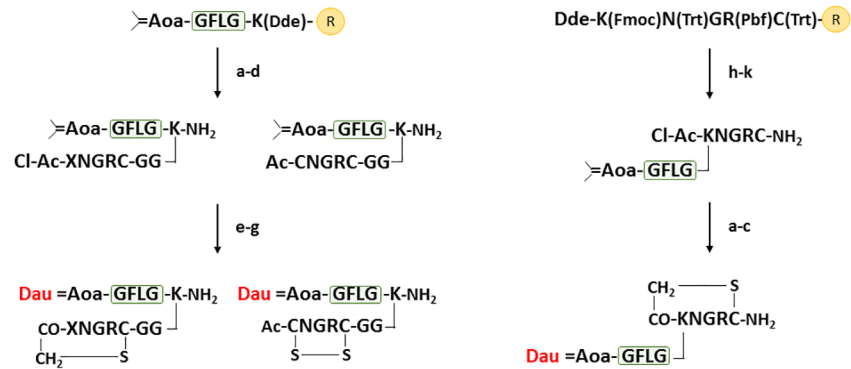 =Aoa-GFLG-K(Dde)-R
a-d
=Aoa-GFLG-K-NH2
Cl-Ac-XNGRC-GG
=Aoa-GFLG-K-NH2
Ac-CNGRC-GG
e-g
Dau =Aoa-GFLG-K-NH2
CO-XNGRC-GG
CH2 S
Dau =Aoa-GFLG-K-NH2
Ac-CNGRC-GG
S S
Dde-K(Fmoc)N(Trt)GR(Pbf)C(Trt)-R
h-k
Cl-Ac-KNGRC-NH2
=Aoa-GFLG
a-c
CH2 S
CO-KNGRC-NH2
Dau =Aoa-GFLG